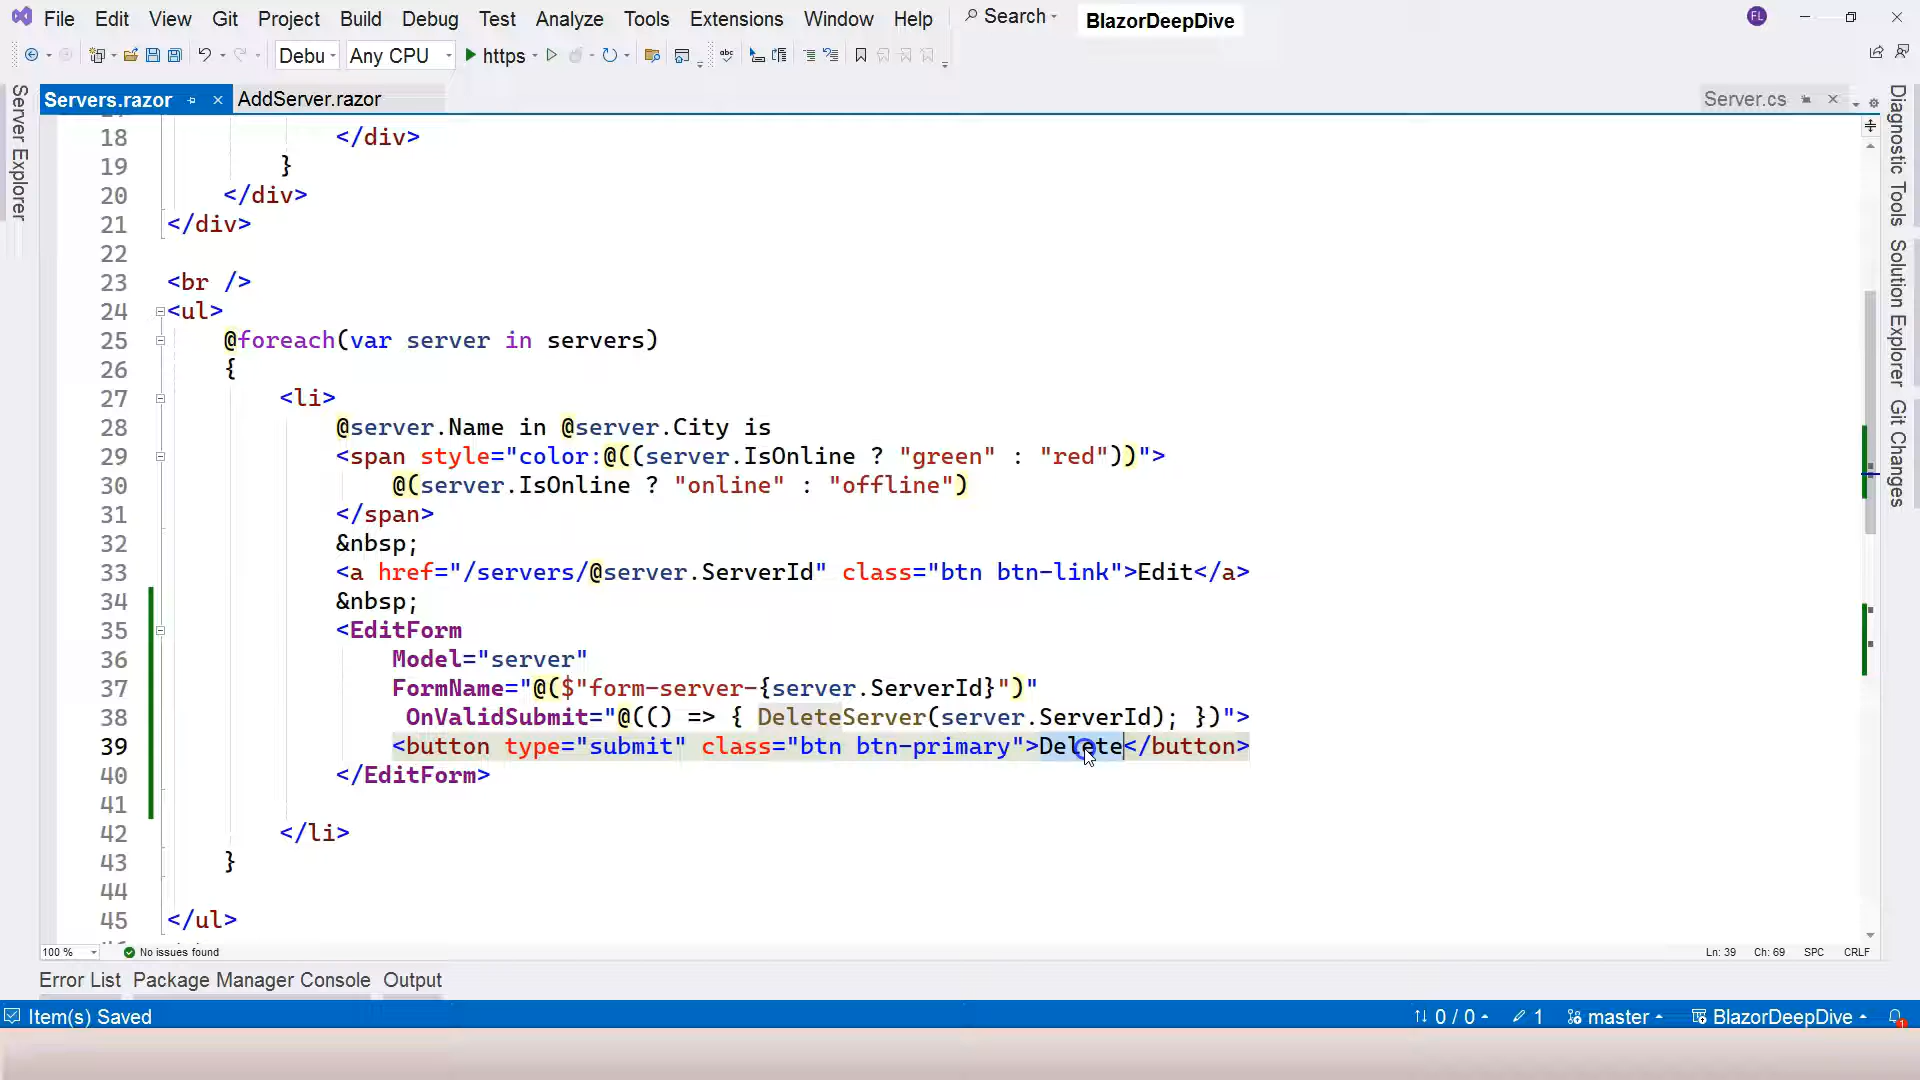 File Edit View Git Project Build Debug Test Analyze Tools Extensions Window Help Search BlazorDeepDive FL
Debu Any CPU https abc
Servers.razor AddServer.razor Server.cs
Server Explorer
18 </div>
19 }
20 </div>
21 </div>
22
23 <br />
24 <ul>
25 @foreach(var server in servers)
26 {
27 <li>
28 @server.Name in @server.City is
29 <span style="color:@((server.IsOnline ? "green" : "red"))">
30 @(server.IsOnline ? "online" : "offline")
31 </span>
32 &nbsp;
33 <a href="/servers/@server.ServerId" class="btn btn-link">Edit</a>
34 &nbsp;
35 <EditForm
36 Model="server"
37 FormName="@($"form-server-{server.ServerId}")"
38 OnValidSubmit="@(() => { DeleteServer(server.ServerId); })">
39 <button type="submit" class="btn btn-primary">Delete</button>
40 </EditForm>
41
42 </li>
43 }
44
45 </ul>
Diagnostic Tools
Solution Explorer
Git Changes
100 % No issues found Ln: 39 Ch: 69 SPC CRLF
Error List Package Manager Console Output
Item(s) Saved 0 / 0 1 master BlazorDeepDive 1